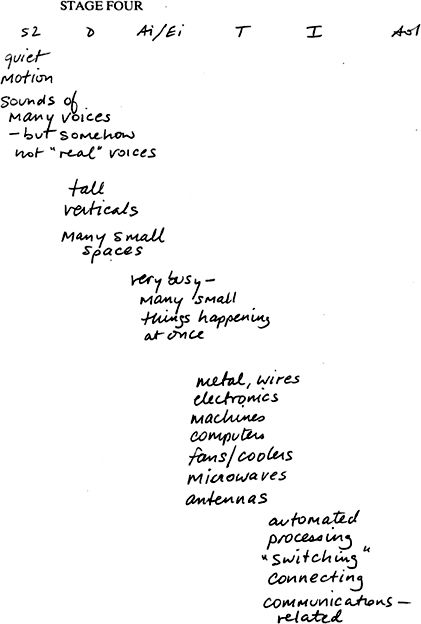 STAGE FOUR
S2 D AI/EI T I AOL
quiet
motion
sounds of
many voices
– but somehow
not "real" voices
tall
verticals
many small
spaces
very busy –
many small
things happening
at once
metal, wires
electronics
machines
computers
fans/coolers
microwaves
antennas
automated
processing
"switching"
connecting
communications –
related